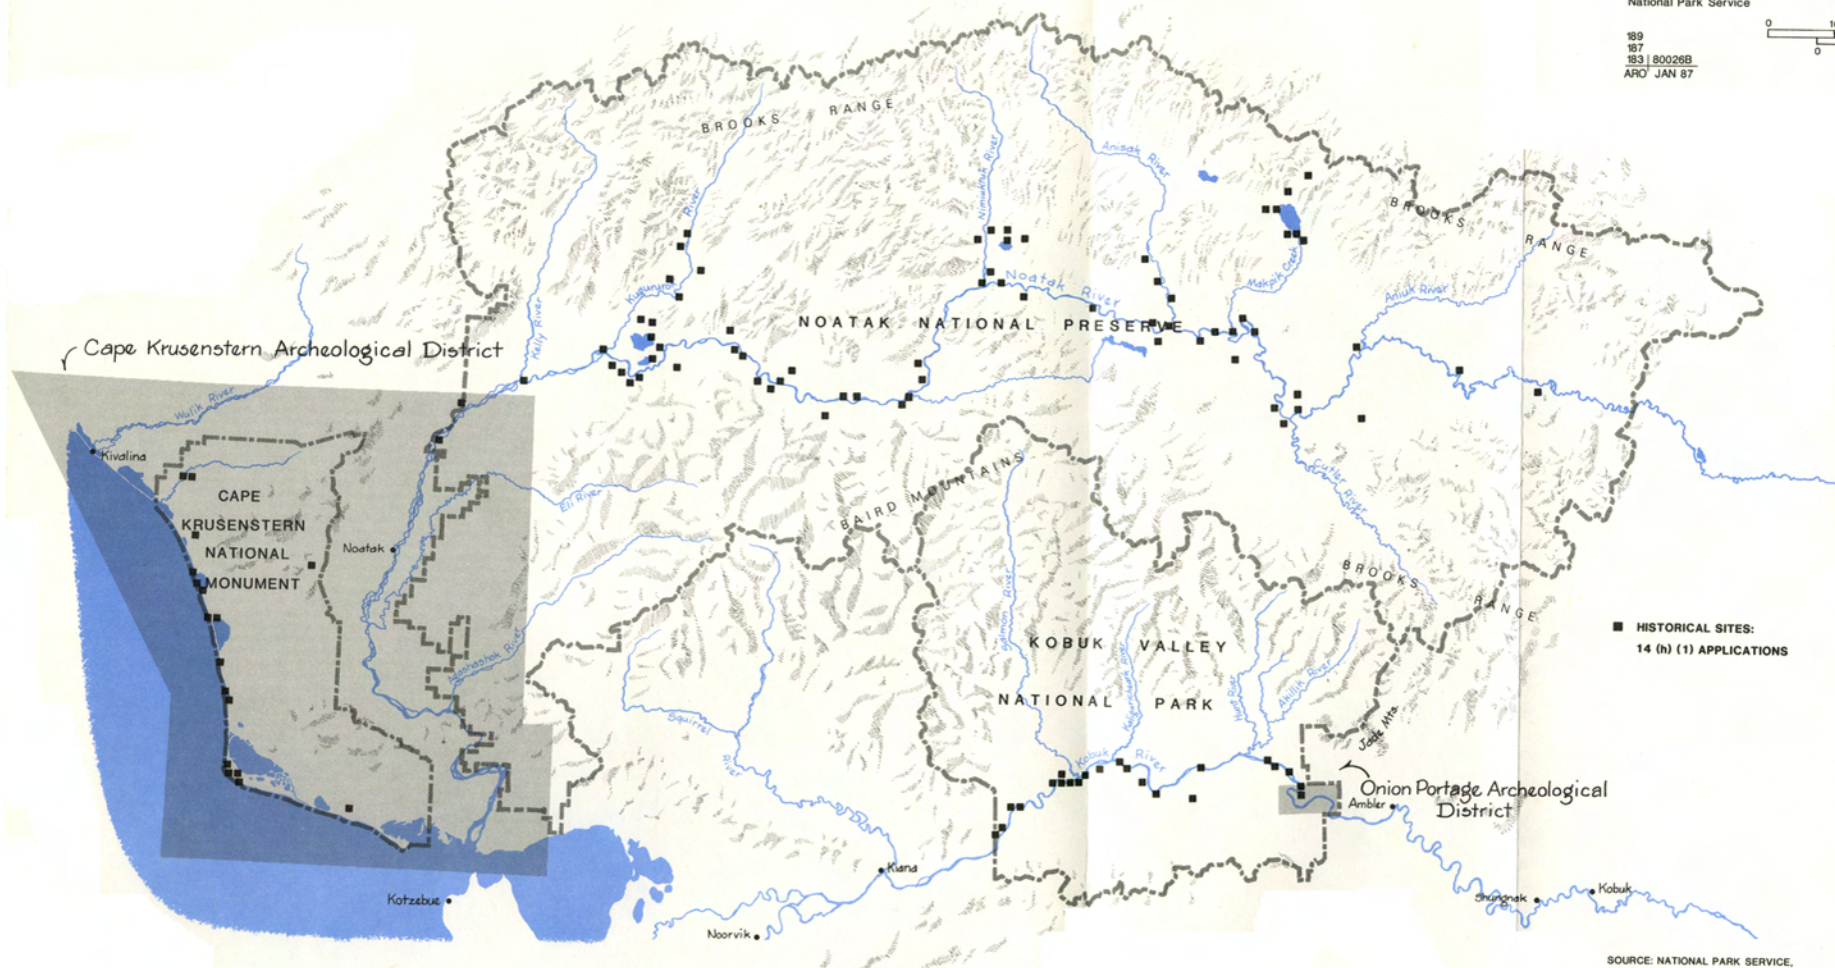 National Park Service
0
0
189
187
183 | 80026B
ARO JAN 87
BROOKS RANGE
Anisak River
Nimiuktuk River
River
BROOKS RANGE
Kelly River
Noatak River
Makpik Creek
Aniuk River
NOATAK NATIONAL PRESERVE
Cape Krusenstern Archeological District
Wulik River
Kivalina
CAPE
KRUSENSTERN
NATIONAL
MONUMENT
Noatak
Eli River
BAIRD MOUNTAINS
Cutler River
BROOKS RANGE
Salmon River
KOBUK VALLEY
NATIONAL PARK
Hunt River
Akillik River
Squirrel River
Kobuk River
Jade Mts.
Onion Portage Archeological
District
Ambler
HISTORICAL SITES:
14 (h) (1) APPLICATIONS
Kiana
Kotzebue
Noorvik
Shungnak
Kobuk
SOURCE: NATIONAL PARK SERVICE,